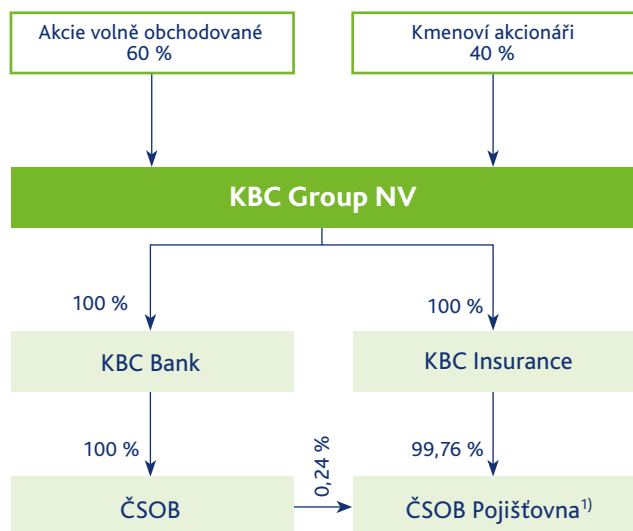 Akcie volně obchodované
60 %
Kmenoví akcionáři
40 %
KBC Group NV
100 %
100 %
KBC Bank
KBC Insurance
100 %
0,24 %
99,76 %
ČSOB
ČSOB Pojišťovna1)